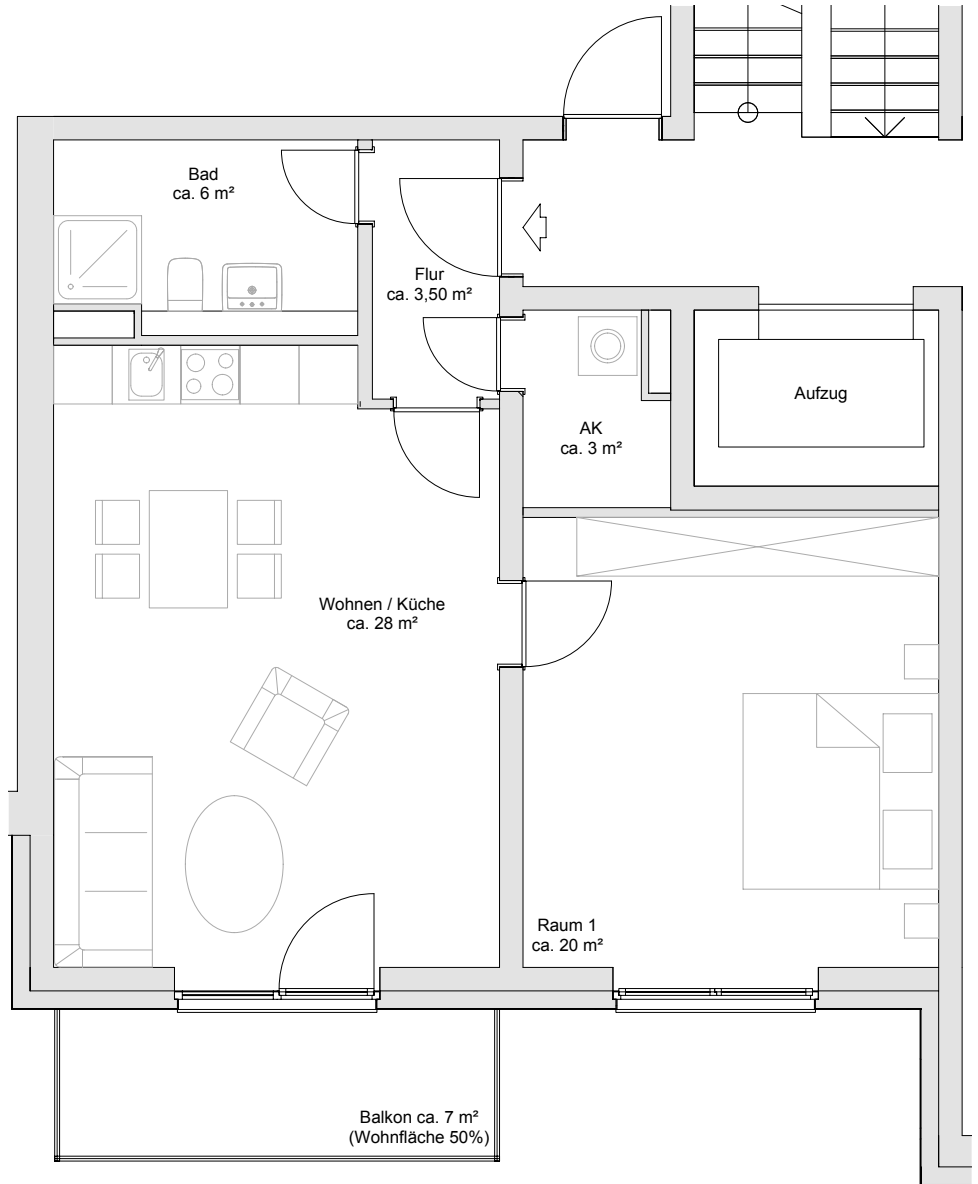 Bad
ca. 6 m²
Flur
ca. 3,50 m²
Aufzug
AK
ca. 3 m²
Wohnen / Küche
ca. 28 m²
Raum 1
ca. 20 m²
Balkon ca. 7 m²
(Wohnfläche 50%)